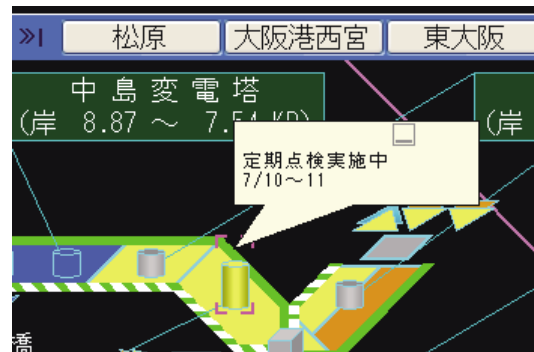 松原 大阪港西宮 東大阪
中島変電塔
(岸 8.87 ～ 7.54 KP) (岸
定期点検実施中
7/10～11
橋